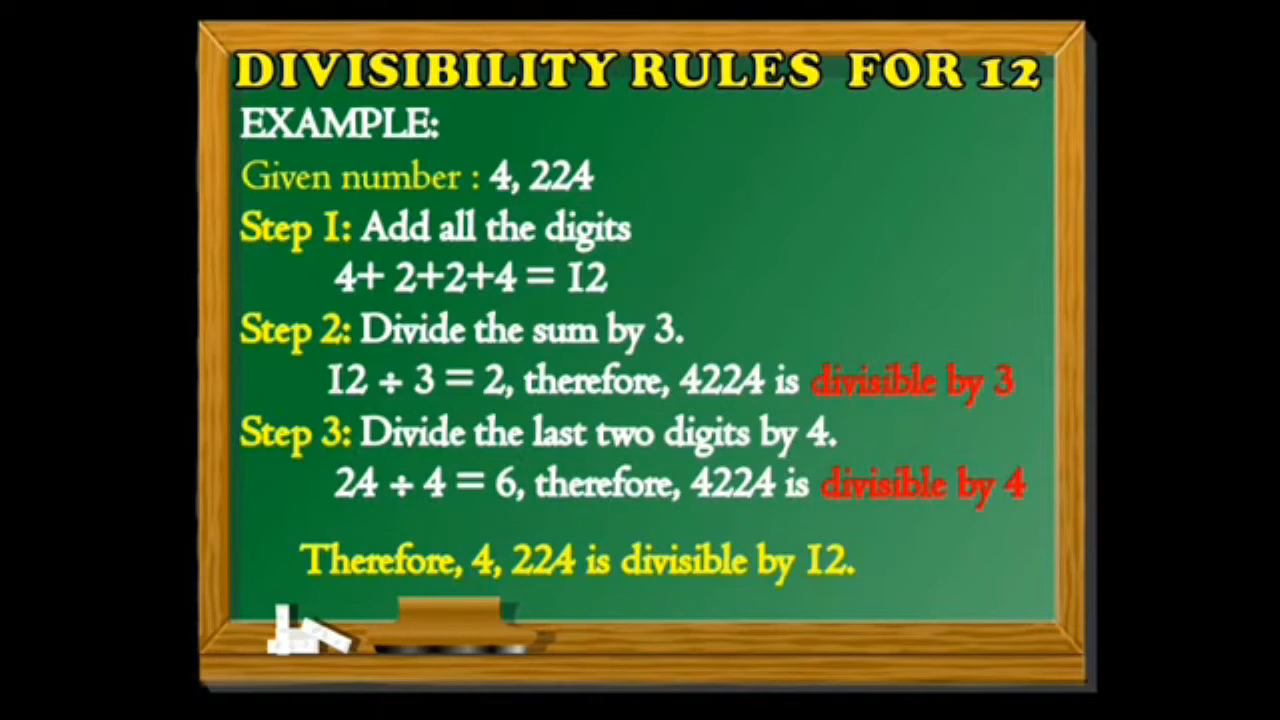 DIVISIBILITY RULES FOR 12
EXAMPLE:
Given number : 4, 224
Step 1: Add all the digits
4+ 2+2+4 = 12
Step 2: Divide the sum by 3.
12 ÷ 3 = 2, therefore, 4224 is divisible by 3
Step 3: Divide the last two digits by 4.
24 ÷ 4 = 6, therefore, 4224 is divisible by 4
Therefore, 4, 224 is divisible by 12.